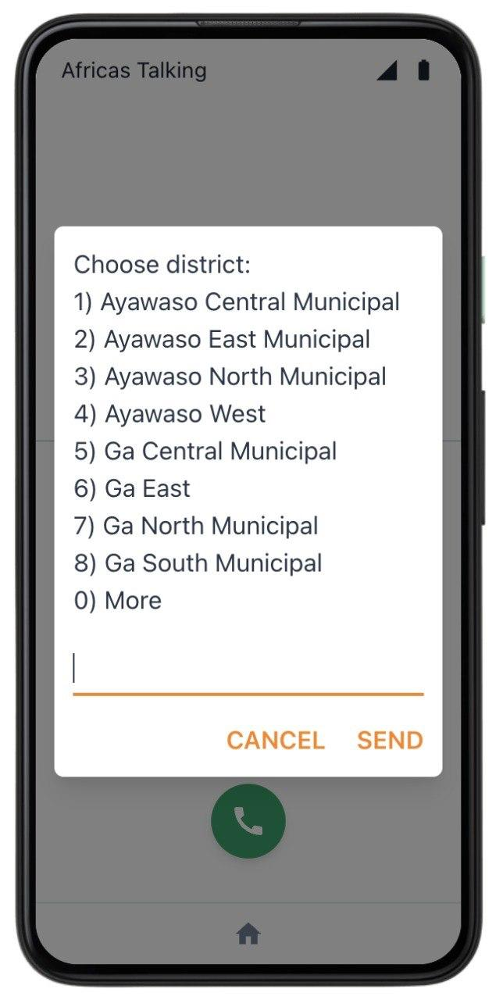 Africas Talking
Choose district:
1) Ayawaso Central Municipal
2) Ayawaso East Municipal
3) Ayawaso North Municipal
4) Ayawaso West
5) Ga Central Municipal
6) Ga East
7) Ga North Municipal
8) Ga South Municipal
0) More
CANCEL SEND